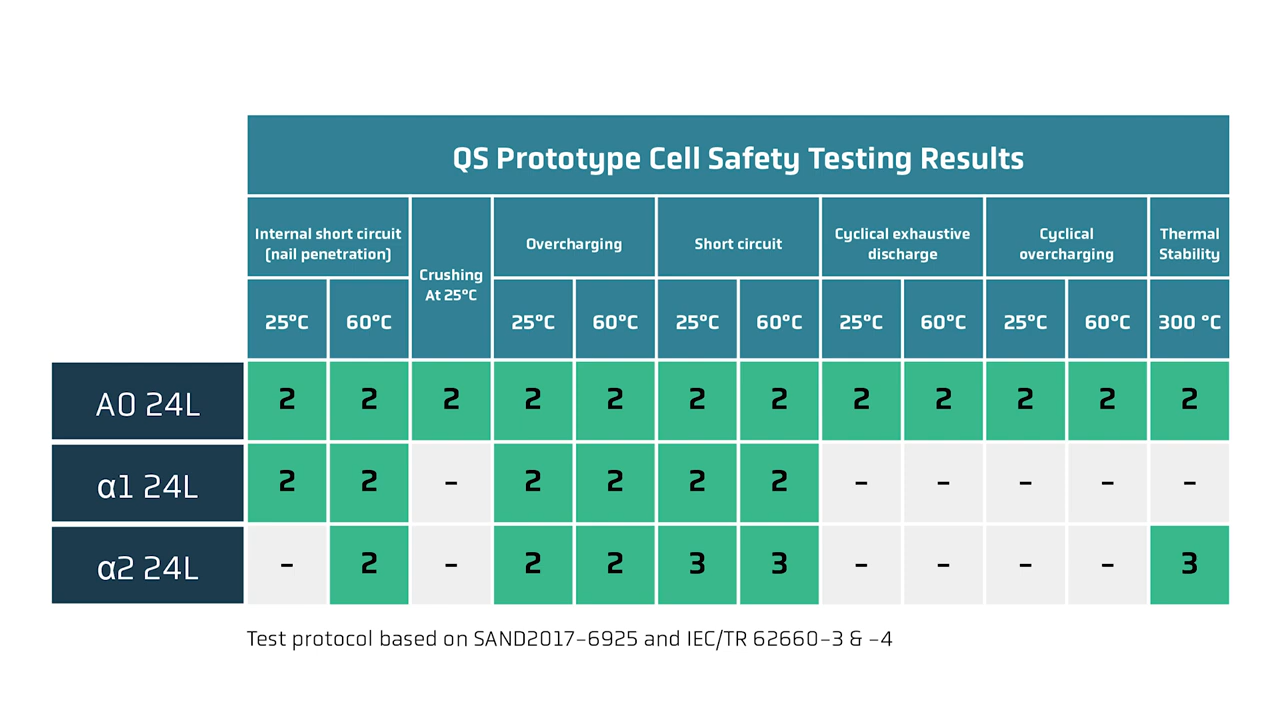 QS Prototype Cell Safety Testing Results
Internal short circuit
(nail penetration)
Crushing
At 25°C
Overcharging
Short circuit
Cyclical exhaustive
discharge
Cyclical
overcharging
Thermal
Stability
25°C 60°C 25°C 60°C 25°C 60°C 25°C 60°C 25°C 60°C 300 °C
A0 24L 2 2 2 2 2 2 2 2 2 2 2 2
α1 24L 2 2 – 2 2 2 2 – – – – –
α2 24L – 2 – 2 2 3 3 – – – – 3
Test protocol based on SAND2017–6925 and IEC/TR 62660–3 & –4